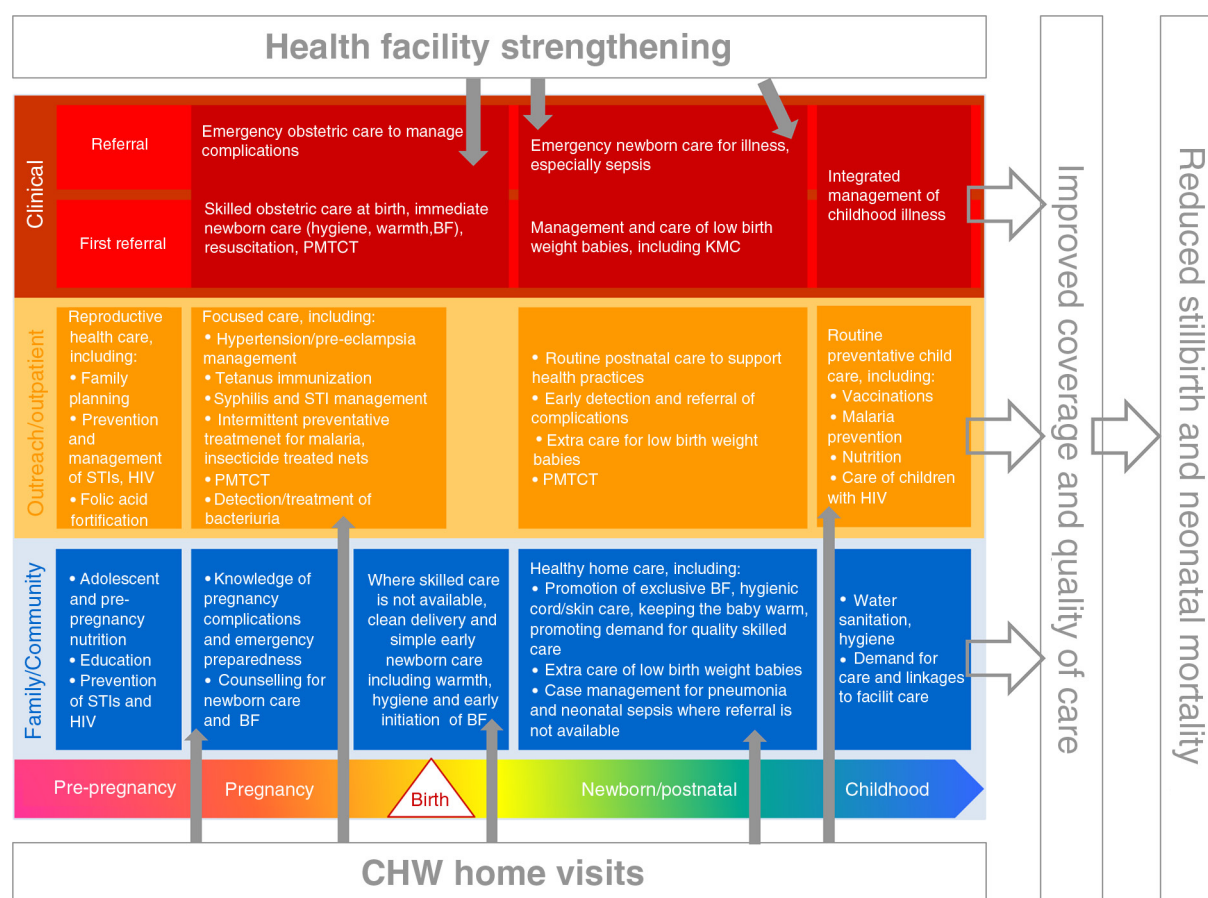 Health facility strengthening
Clinical
Referral
First referral
Emergency obstetric care to manage
complications
Skilled obstetric care at birth, immediate
newborn care (hygiene, warmth,BF),
resuscitation, PMTCT
Emergency newborn care for illness,
especially sepsis
Management and care of low birth
weight babies, including KMC
Integrated
management of
childhood illness
Outreach/outpatient
Reproductive
health care,
including:
• Family
planning
• Prevention
and
management
of STIs, HIV
• Folic acid
fortification
Focused care, including:
• Hypertension/pre-eclampsia
management
• Tetanus immunization
• Syphilis and STI management
• Intermittent preventative
treatmenet for malaria,
insecticide treated nets
• PMTCT
• Detection/treatment of
bacteriuria
• Routine postnatal care to support
health practices
• Early detection and referral of
complications
• Extra care for low birth weight
babies
• PMTCT
Routine
preventative child
care, including:
• Vaccinations
• Malaria
prevention
• Nutrition
• Care of children
with HIV
Family/Community
• Adolescent
and pre-
pregnancy
nutrition
• Education
• Prevention
of STIs and
HIV
• Knowledge of
pregnancy
complications
and emergency
preparedness
• Counselling for
newborn care
and BF
Where skilled care
is not available,
clean delivery and
simple early
newborn care
including warmth,
hygiene and early
initiation of BF
Healthy home care, including:
• Promotion of exclusive BF, hygienic
cord/skin care, keeping the baby warm,
promoting demand for quality skilled
care
• Extra care of low birth weight babies
• Case management for pneumonia
and neonatal sepsis where referral is
not available
• Water
sanitation,
hygiene
• Demand for
care and linkages
to facilit care
Pre-pregnancy
Pregnancy
Birth
Newborn/postnatal
Childhood
CHW home visits
Improved coverage and quality of care
Reduced stillbirth and neonatal mortality